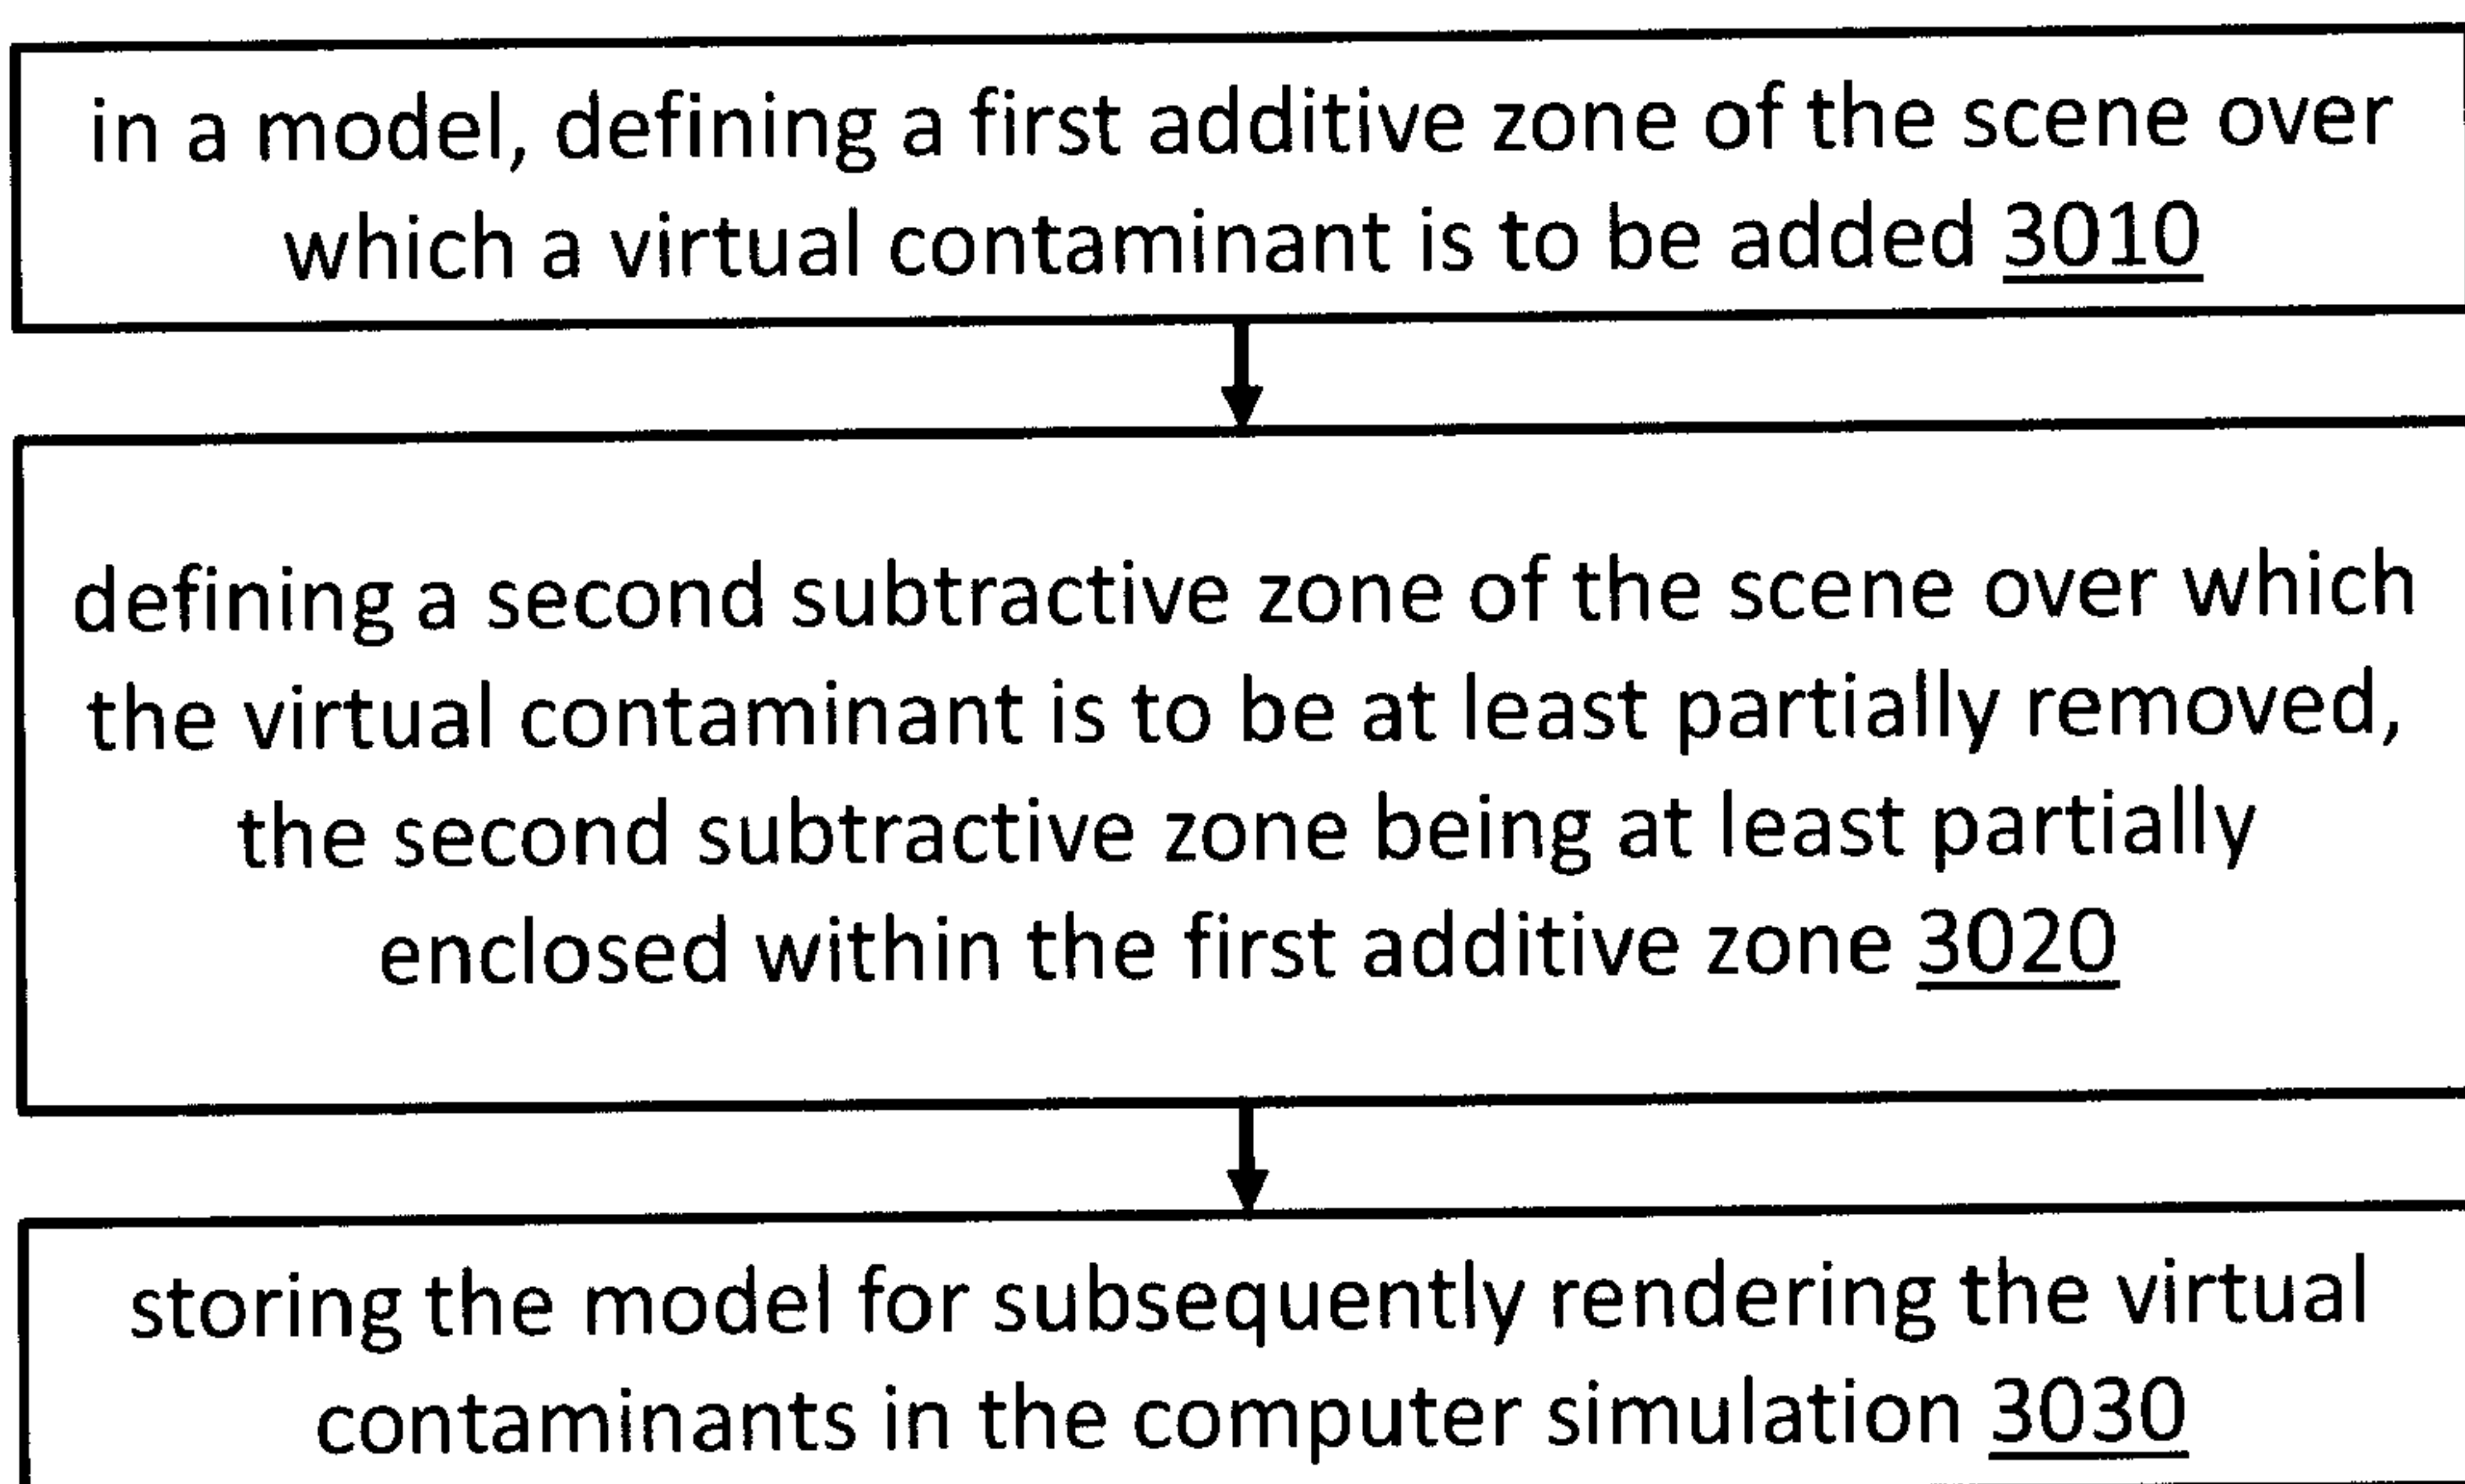 in a model, defining a first additive zone of the scene over
which a virtual contaminant is to be added 3010
defining a second subtractive zone of the scene over which
the virtual contaminant is to be at least partially removed,
the second subtractive zone being at least partially
enclosed within the first additive zone 3020
storing the model for subsequently rendering the virtual
contaminants in the computer simulation 3030